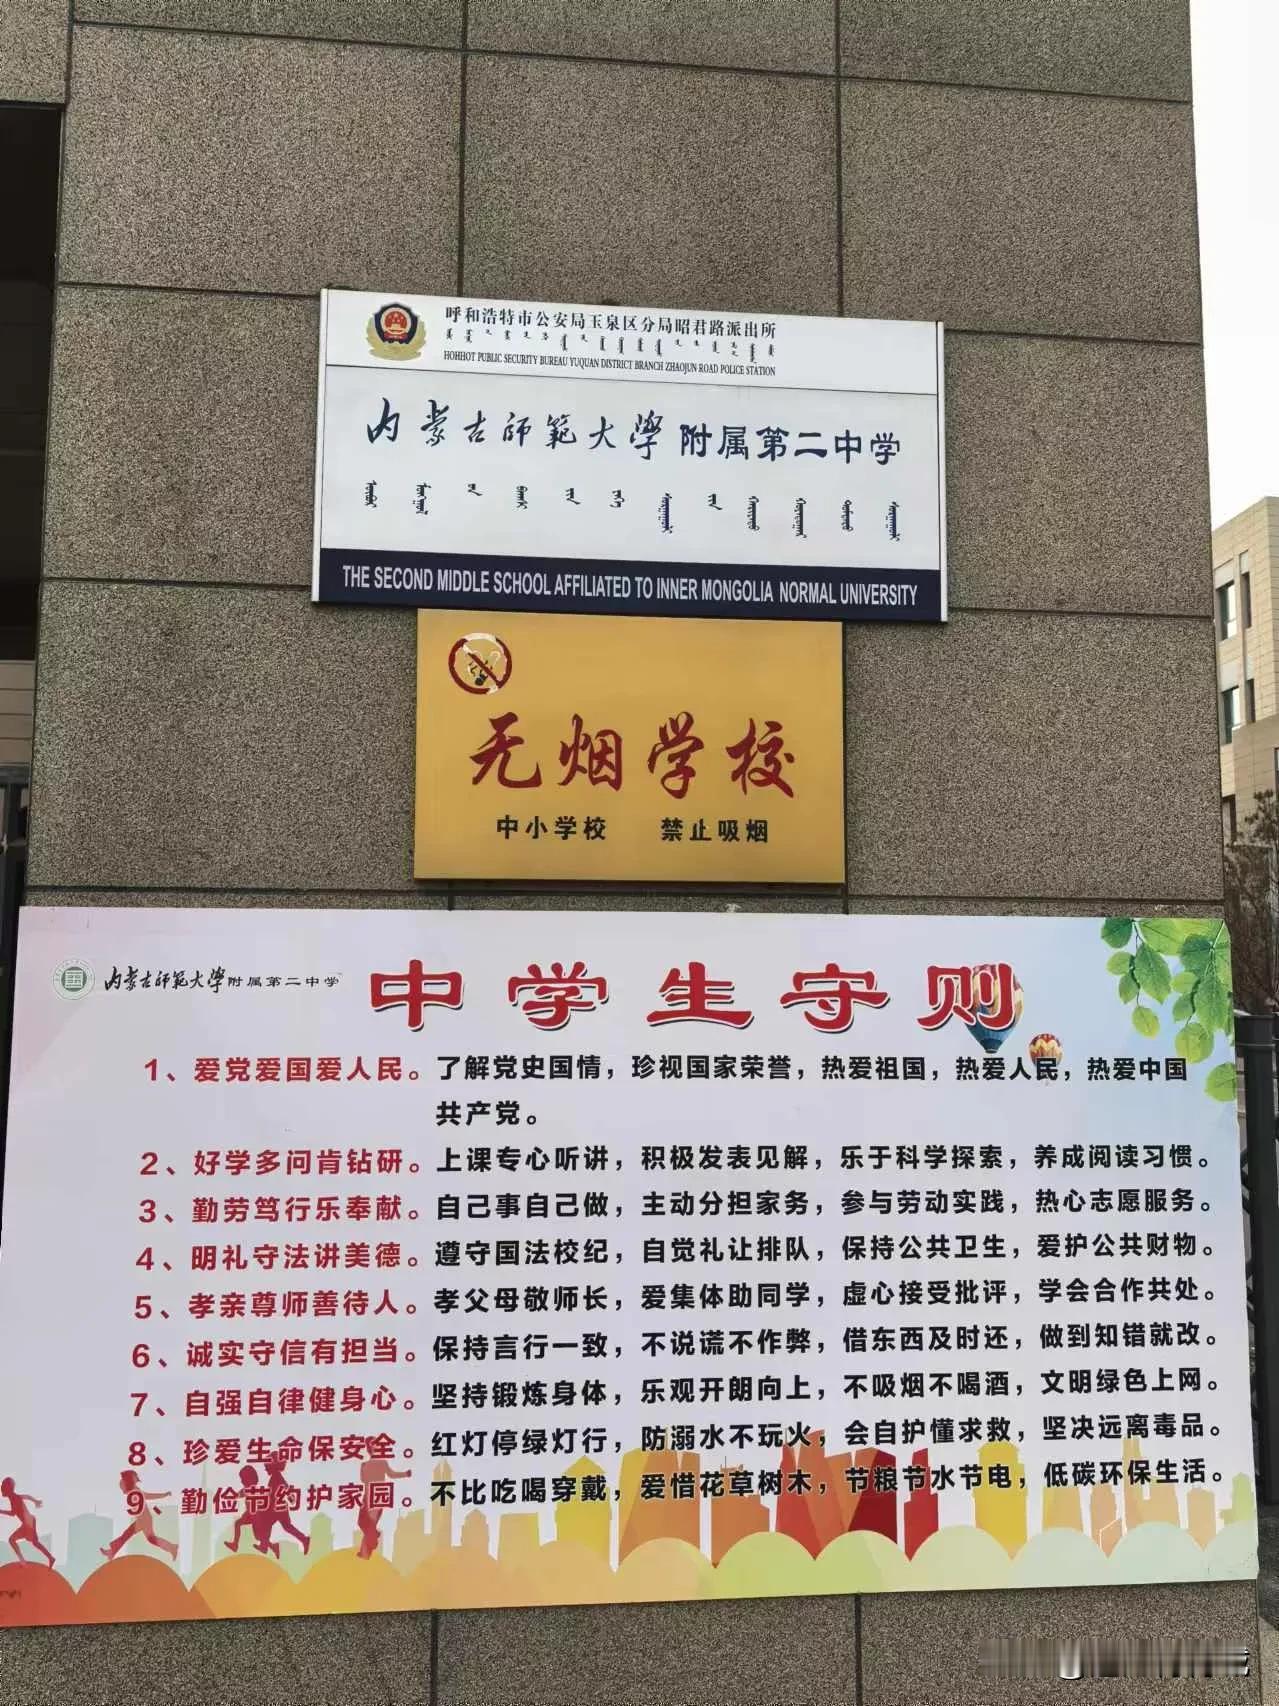 呼和浩特市公安局玉泉区分局昭君路派出所
HOHHOT PUBLIC SECURITY BUREAU YUQUAN DISTRICT BRANCH ZHAOJUN ROAD POLICE STATION
内蒙古師範大學附属第二中学
THE SECOND MIDDLE SCHOOL AFFILIATED TO INNER MONGOLIA NORMAL UNIVERSITY
无烟学校
中小学校 禁止吸烟
内蒙古師範大學附属第二中学
中学生守则
1、爱党爱国爱人民。了解党史国情，珍视国家荣誉，热爱祖国，热爱人民，热爱中国
共产党。
2、好学多问肯钻研。上课专心听讲，积极发表见解，乐于科学探索，养成阅读习惯。
3、勤劳笃行乐奉献。自己事自己做，主动分担家务，参与劳动实践，热心志愿服务。
4、明礼守法讲美德。遵守国法校纪，自觉礼让排队，保持公共卫生，爱护公共财物。
5、孝亲尊师善待人。孝父母敬师长，爱集体助同学，虚心接受批评，学会合作共处。
6、诚实守信有担当。保持言行一致，不说谎不作弊，借东西及时还，做到知错就改。
7、自强自律健身心。坚持锻炼身体，乐观开朗向上，不吸烟不喝酒，文明绿色上网。
8、珍爱生命保安全。红灯停绿灯行，防溺水不玩火，会自护懂求救，坚决远离毒品。
9、勤俭节约护家园。不比吃喝穿戴，爱惜花草树木，节粮节水节电，低碳环保生活。